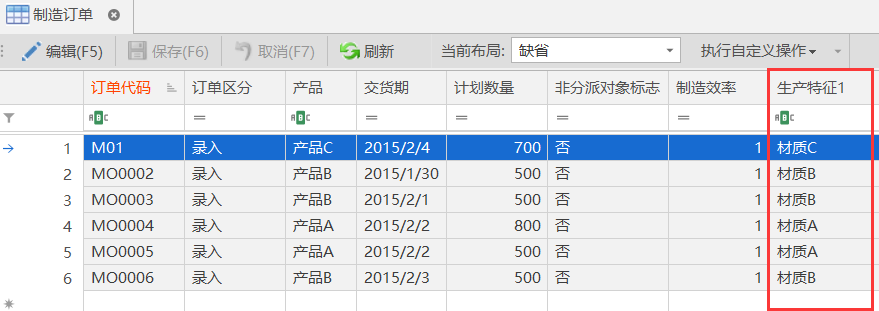 制造订单
编辑(F5) 保存(F6) 取消(F7) 刷新 当前布局: 缺省 执行自定义操作
订单代码 订单区分 产品 交货期 计划数量 非分派对象标志 制造效率 生产特征1
ABC = ABC = = = = ABC
1 M01 录入 产品C 2015/2/4 700 否 1 材质C
2 MO0002 录入 产品B 2015/1/30 500 否 1 材质B
3 MO0003 录入 产品B 2015/2/1 500 否 1 材质B
4 MO0004 录入 产品A 2015/2/2 800 否 1 材质A
5 MO0005 录入 产品A 2015/2/2 500 否 1 材质A
6 MO0006 录入 产品B 2015/2/3 500 否 1 材质B